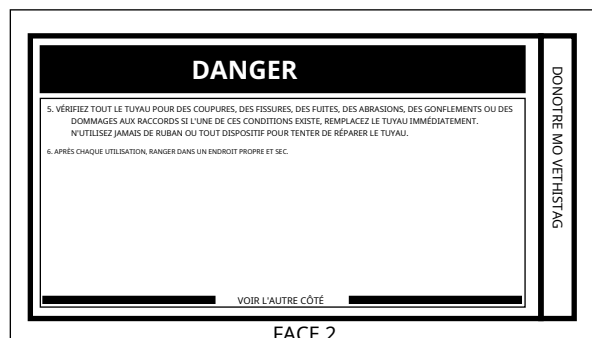 DANGER
5. VÉRIFIEZ TOUT LE TUYAU POUR DES COUPURES, DES FISSURES, DES FUITES, DES ABRASIONS, DES GONFLEMENTS OU DES
DOMMAGES AUX RACCORDS SI L'UNE DE CES CONDITIONS EXISTE, REMPLACEZ LE TUYAU IMMÉDIATEMENT.
N'UTILISEZ JAMAIS DE RUBAN OU TOUT DISPOSITIF POUR TENTER DE RÉPARER LE TUYAU.
6. APRÈS CHAQUE UTILISATION, RANGER DANS UN ENDROIT PROPRE ET SEC.
VOIR L'AUTRE CÔTÉ
DONOTRE MO VETHISTAG
FACE 2